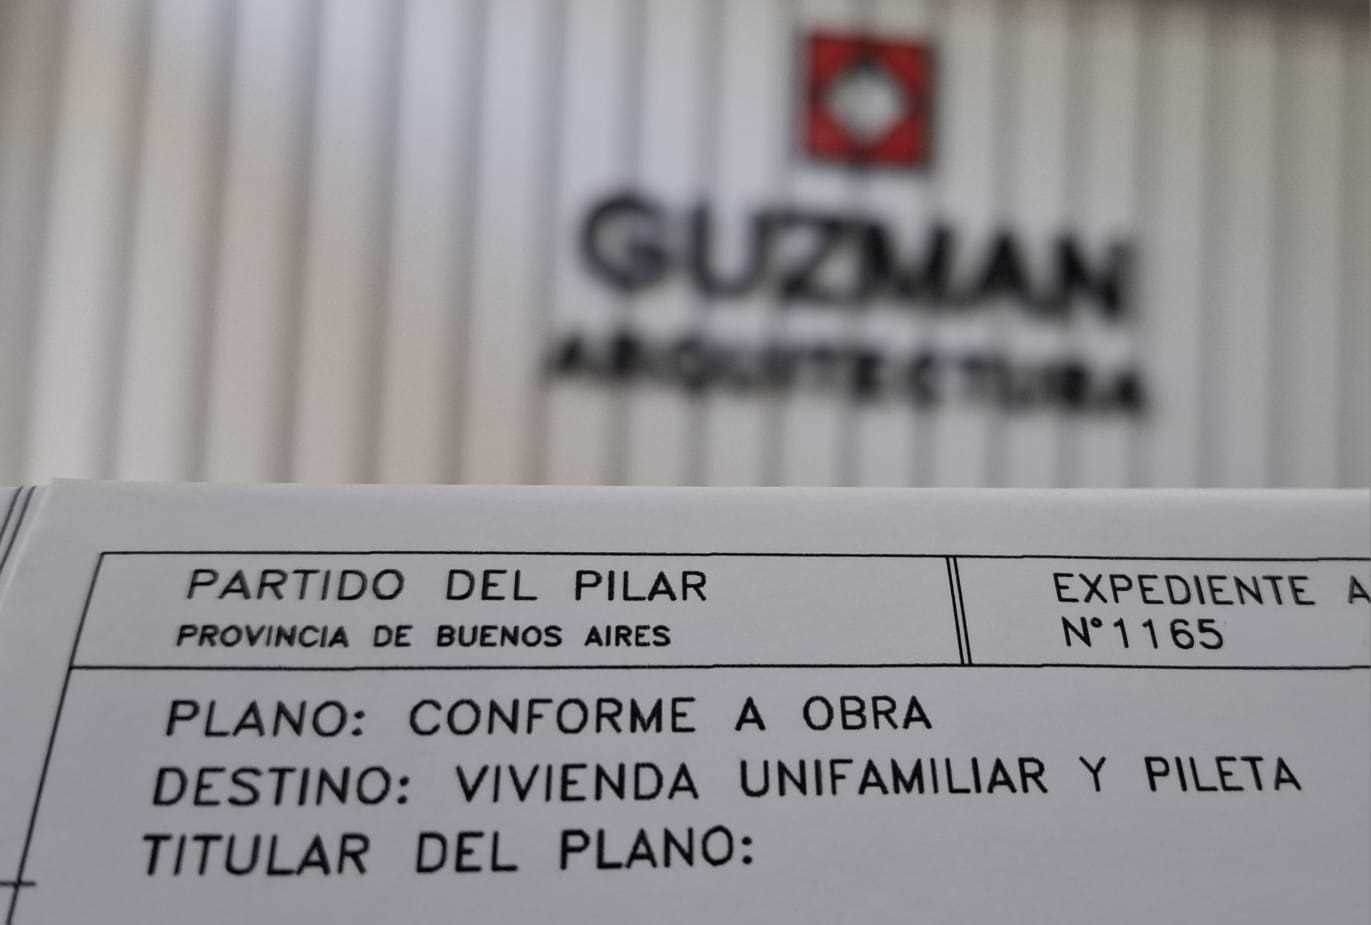 GUZMAN
ARQUITECTURA
PARTIDO DEL PILAR
PROVINCIA DE BUENOS AIRES
EXPEDIENTE A
N°1165
PLANO: CONFORME A OBRA
DESTINO: VIVIENDA UNIFAMILIAR Y PILETA
TITULAR DEL PLANO: